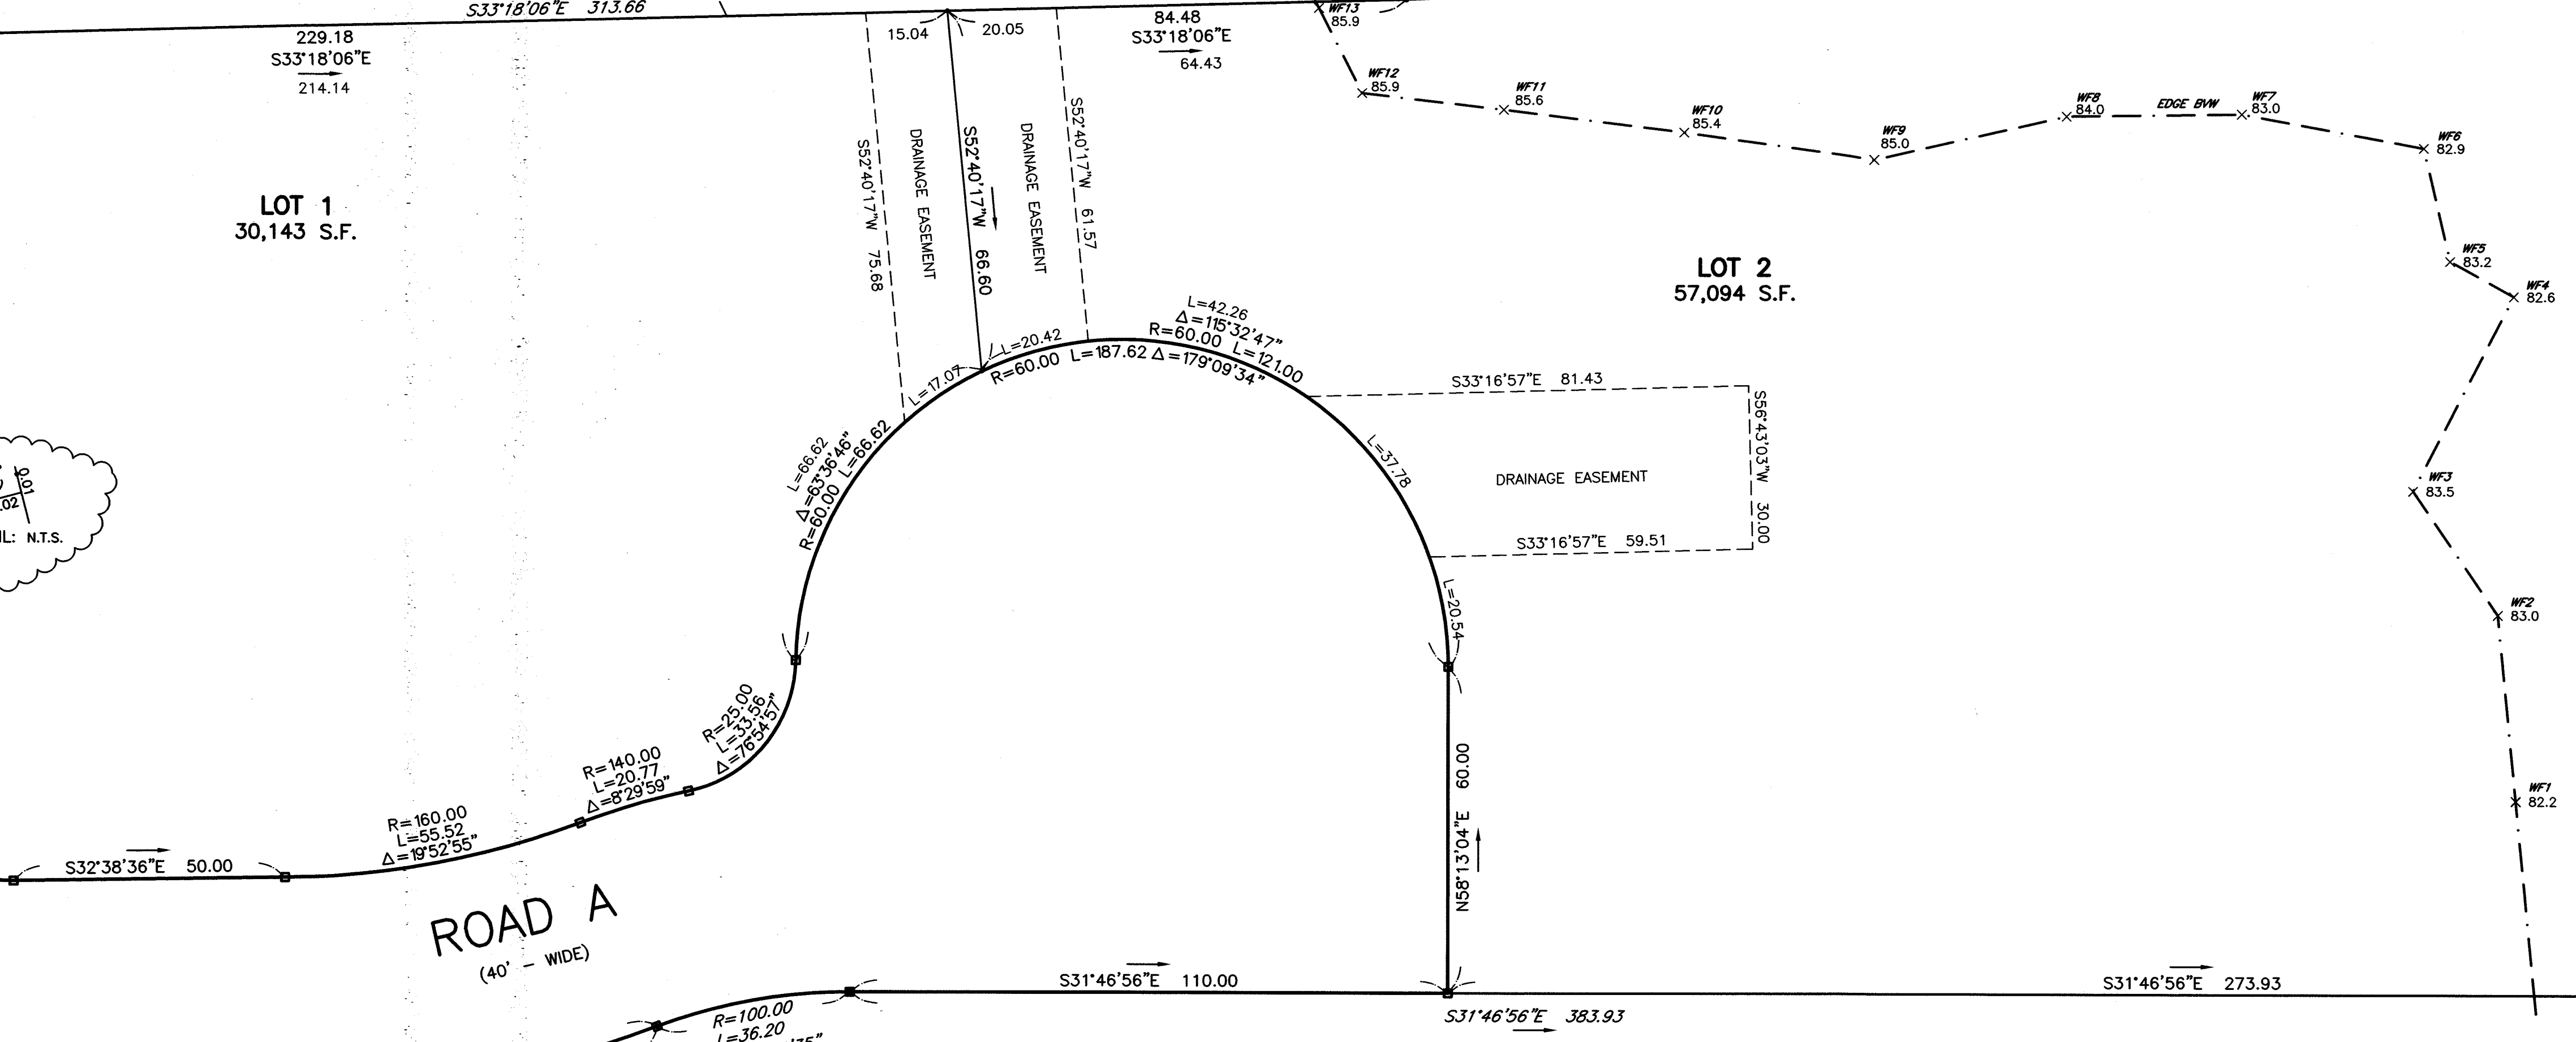 S33°18'06"E 313.66
229.18
S33°18'06"E
214.14
15.04
20.05
84.48
S33°18'06"E
64.43
WF13
85.9
WF12
85.9
WF11
85.6
WF10
85.4
WF9
85.0
WF8
84.0
EDGE BVW
WF7
83.0
WF6
82.9
WF5
83.2
WF4
82.6
WF3
83.5
WF2
83.0
WF1
82.2
LOT 1
30,143 S.F.
S52°40'17"W 75.68
DRAINAGE EASEMENT
S52°40'17"W 66.60
DRAINAGE EASEMENT
S52°40'17"W 61.57
LOT 2
57,094 S.F.
L=42.26
Δ=115°32'47"
R=60.00 L=121.00
L=20.42
R=60.00 L=187.62 Δ=179°09'34"
L=17.07
L=66.62
Δ=63°36'46"
R=60.00 L=66.62
L=37.78
S33°16'57"E 81.43
S56°43'03"W 30.00
DRAINAGE EASEMENT
S33°16'57"E 59.51
L=20.54
0.01
.02
IL: N.T.S.
R=25.00
L=33.56
Δ=76°54'57"
R=140.00
L=20.77
Δ=8°29'59"
R=160.00
L=55.52
Δ=19°52'55"
S32°38'36"E 50.00
ROAD A
(40' - WIDE)
N58°13'04"E 60.00
S31°46'56"E 110.00
S31°46'56"E 273.93
S31°46'56"E 383.93
R=100.00
L=36.20